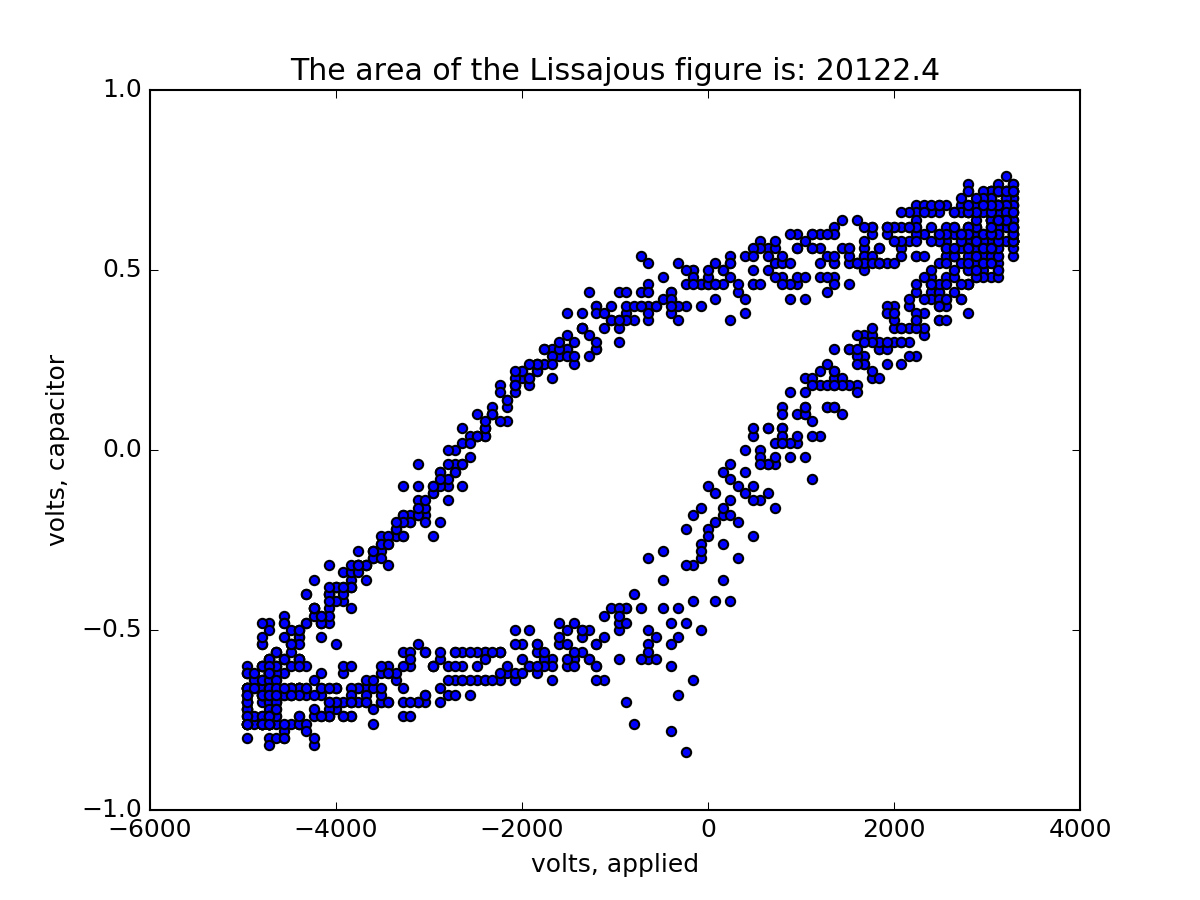 The area of the Lissajous figure is: 20122.4
1.0
0.5
0.0
−0.5
−1.0
volts, capacitor
−6000 −4000 −2000 0 2000 4000
volts, applied